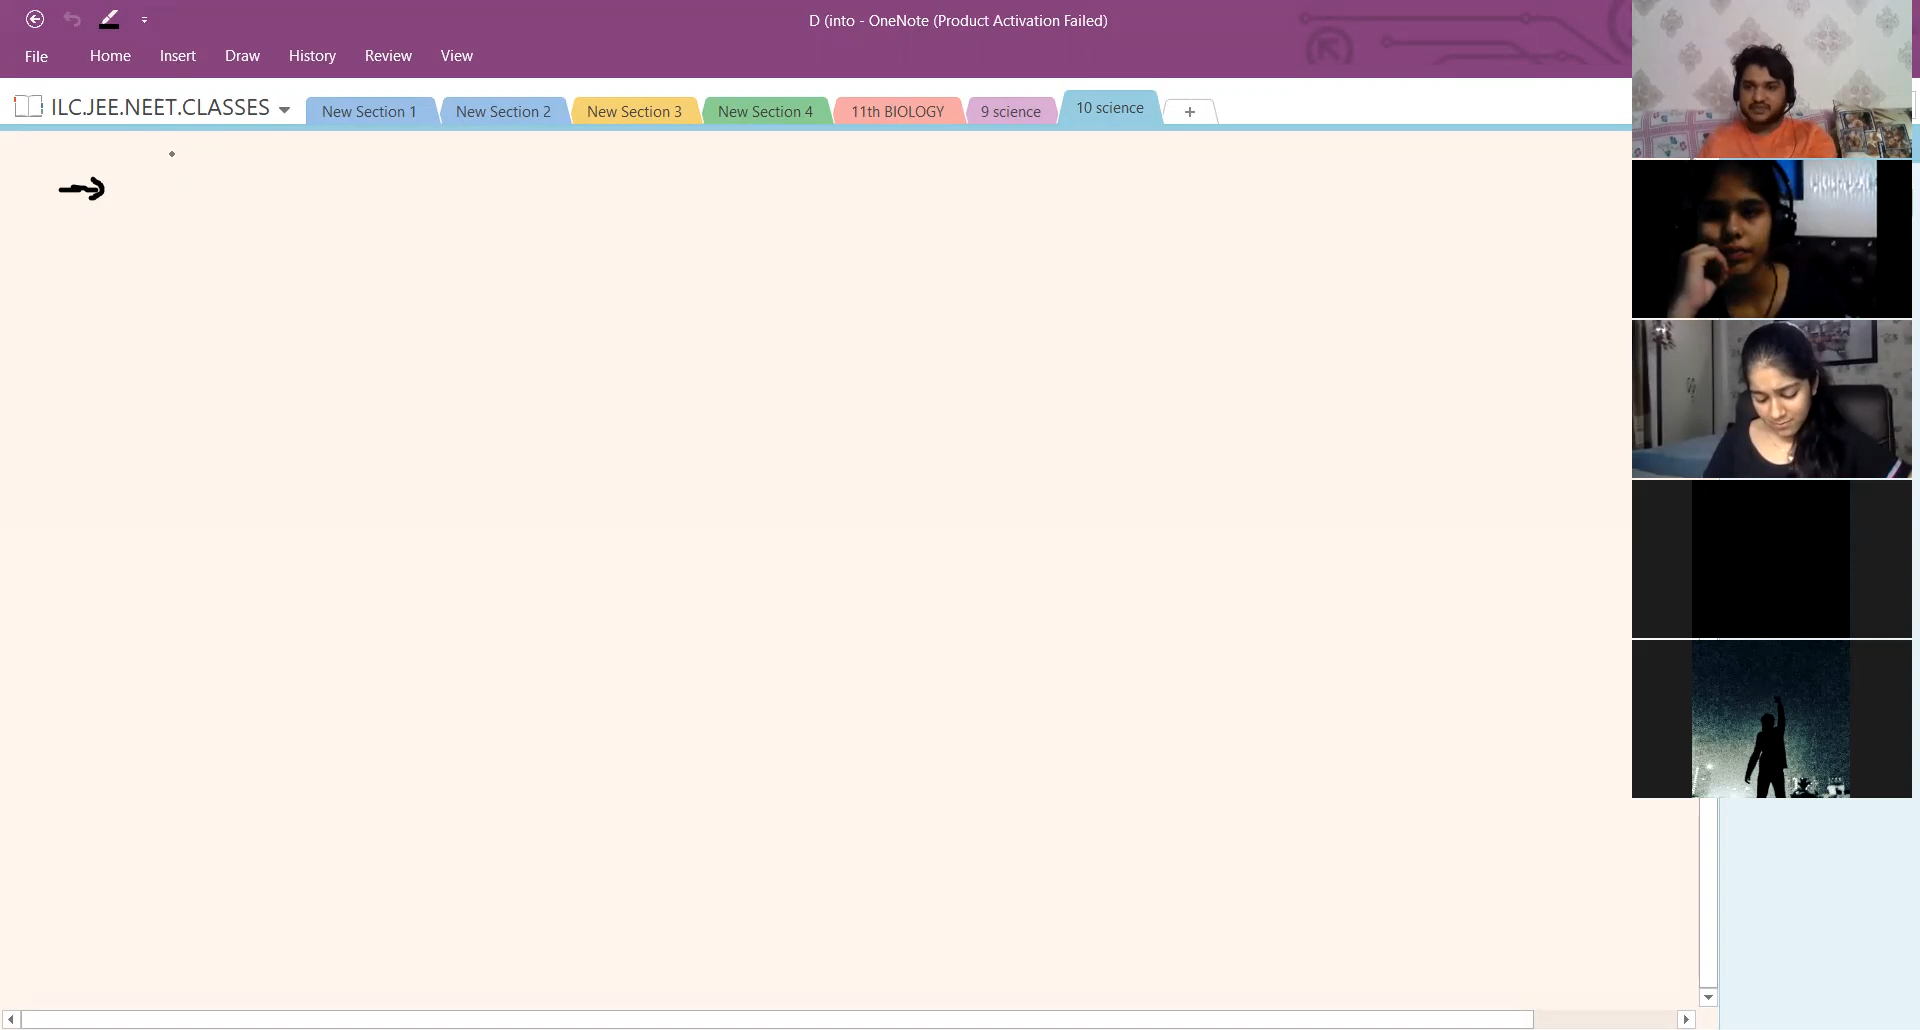 D (into - OneNote (Product Activation Failed)
File Home Insert Draw History Review View
ILC.JEE.NEET.CLASSES New Section 1 New Section 2 New Section 3 New Section 4 11th BIOLOGY 9 science 10 science +